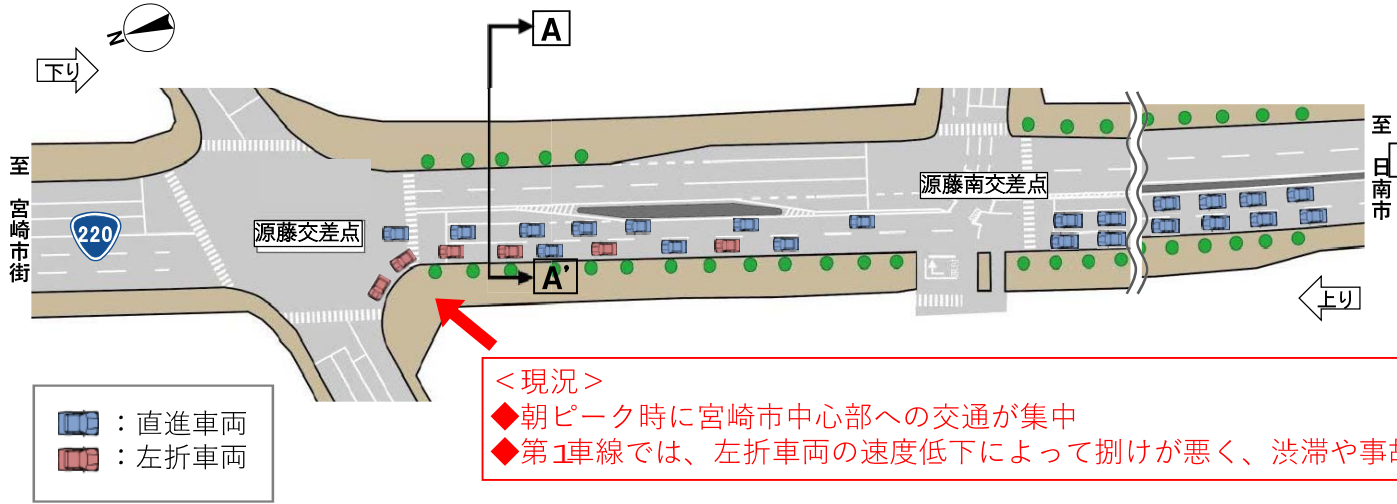 N
下り
A
至 宮崎市街
220
源藤交差点
源藤南交差点
至 日南市
A'
上り
:直進車両
:左折車両
<現況>
◆朝ピーク時に宮崎市中心部への交通が集中
◆第1車線では、左折車両の速度低下によって捌けが悪く、渋滞や事故